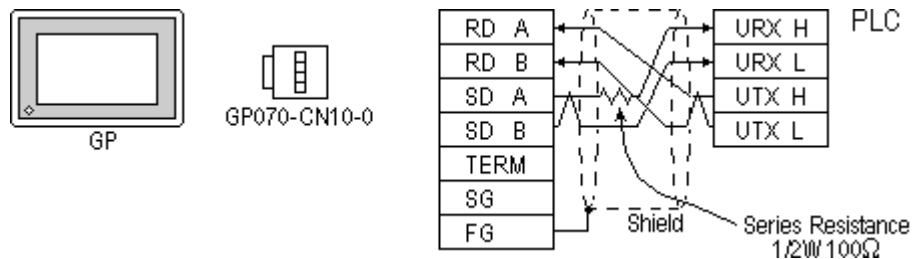 GP
GP070-CN10-0
RD A
RD B
SD A
SD B
TERM
SG
FG
Shield
URX H
URX L
UTX H
UTX L
PLC
Series Resistance
1/2W 100Ω